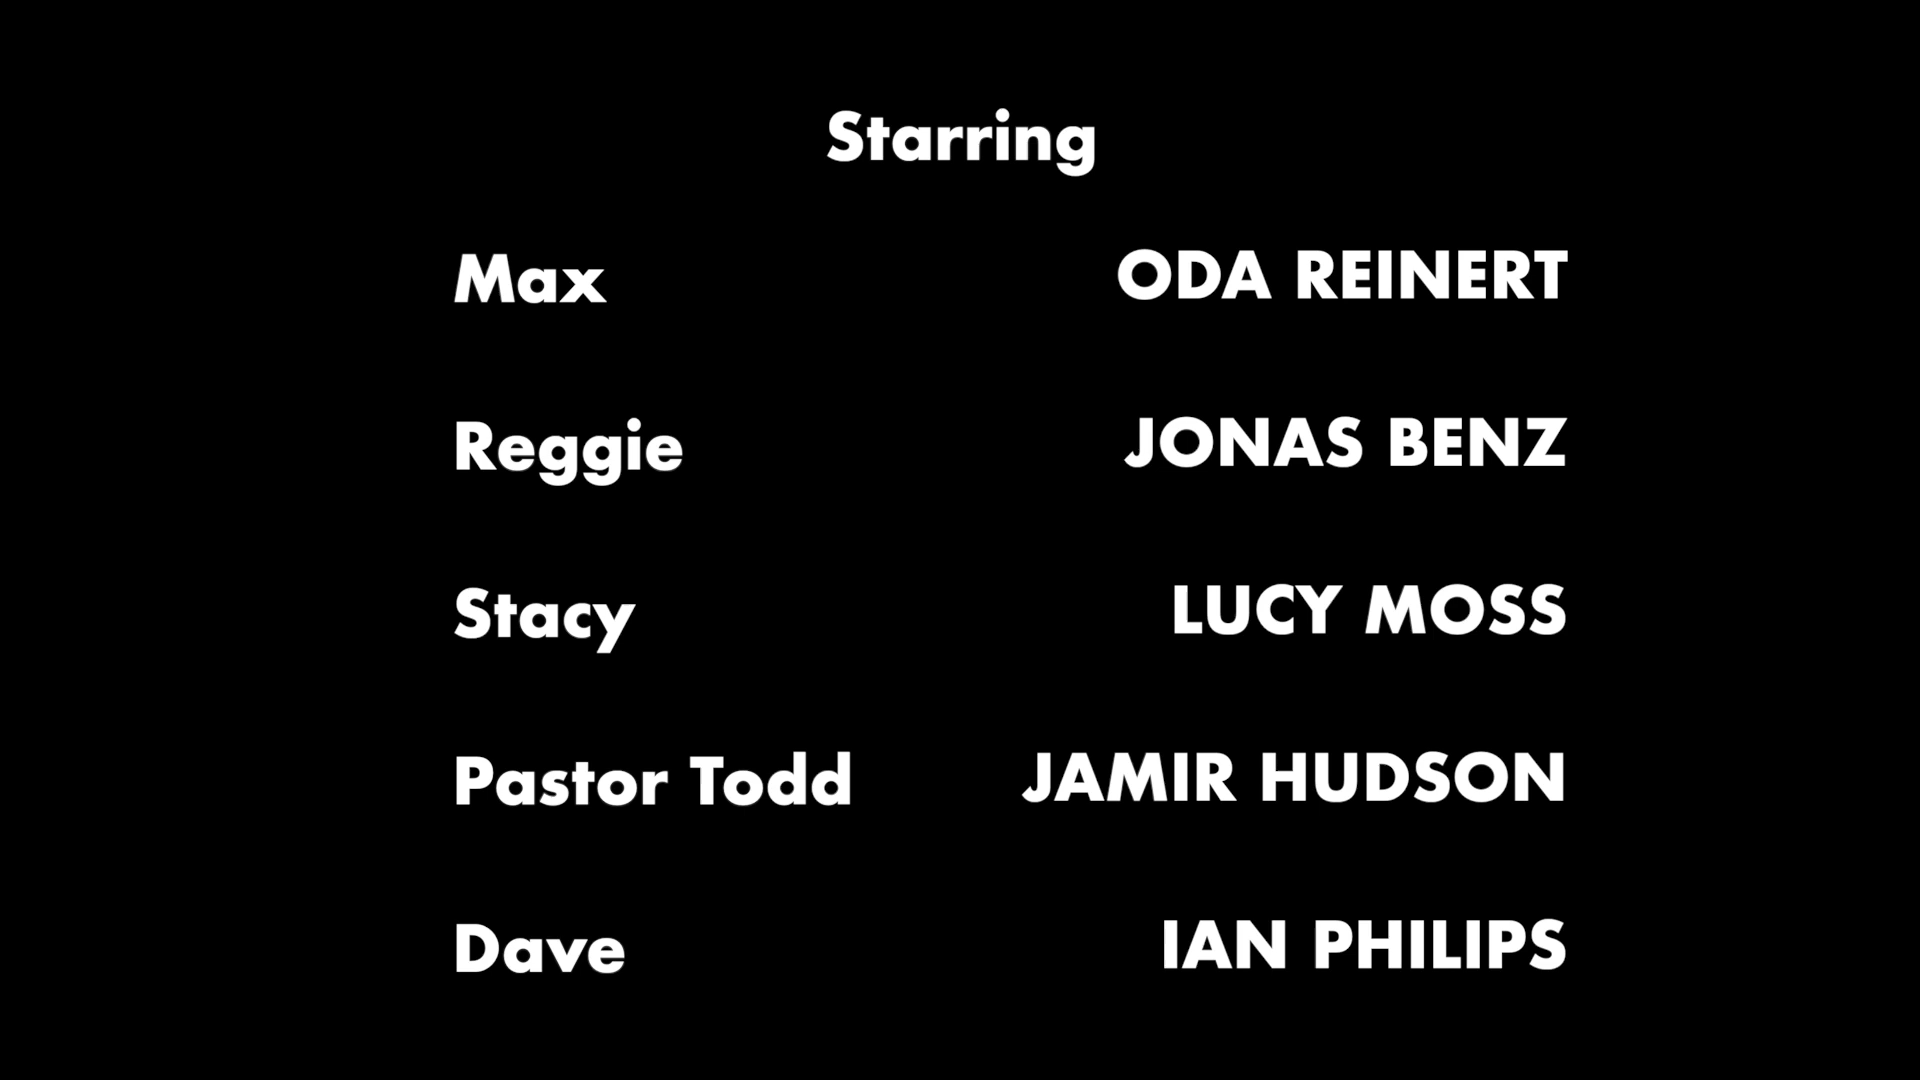 Starring
Max ODA REINERT
Reggie JONAS BENZ
Stacy LUCY MOSS
Pastor Todd JAMIR HUDSON
Dave IAN PHILIPS